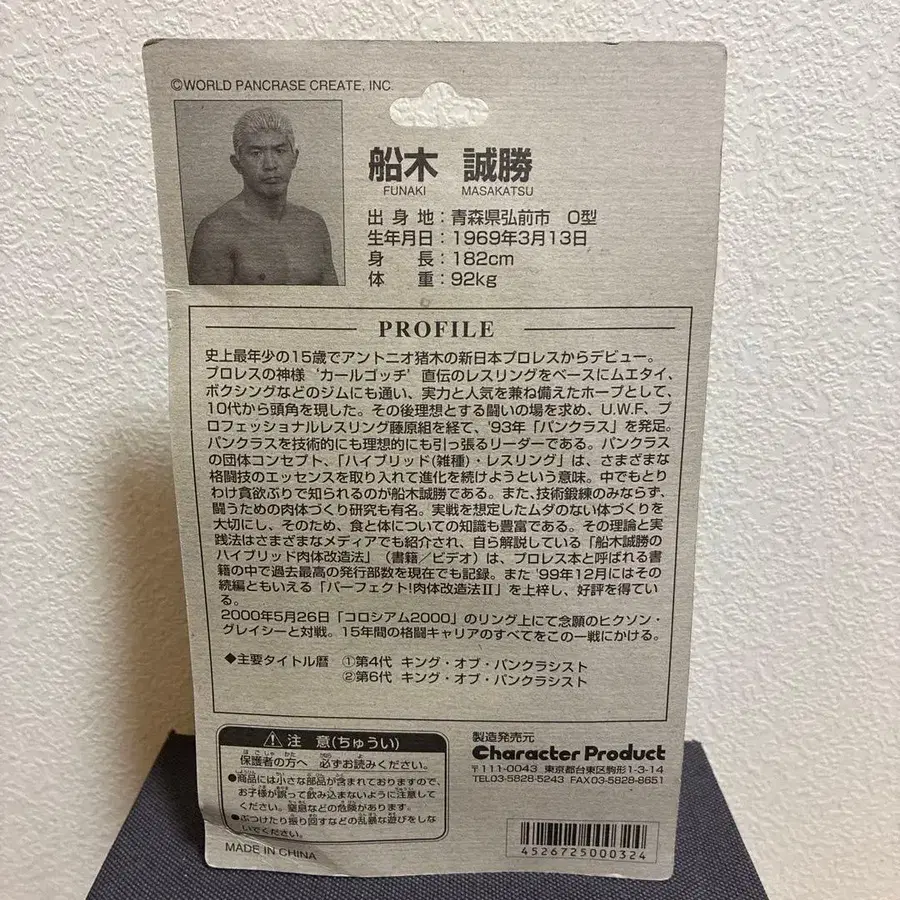 ©WORLD PANCRASE CREATE, INC.
船木 誠勝
FUNAKI MASAKATSU
出身地：青森県弘前市 O型
生年月日：1969年3月13日
身長：182cm
体重：92kg
PROFILE
史上最年少の15歳でアントニオ猪木の新日本プロレスからデビュー。
プロレスの神様 'カールゴッチ' 直伝のレスリングをベースにムエタイ、
ボクシングなどのジムにも通い、実力と人気を兼ね備えたホープとして、
10代から頭角を現した。その後理想とする闘いの場を求め、U.W.F、プ
ロフェッショナルレスリング藤原組を経て、'93年「パンクラス」を発足。
パンクラスを技術的にも理想的にも引っ張るリーダーである。パンクラス
の団体コンセプト、「ハイブリッド(雑種)・レスリング」は、さまざまな
格闘技のエッセンスを取り入れて進化を続けようという意味。中でもとり
わけ貪欲ぶりで知られるのが船木誠勝である。また、技術鍛練のみならず、
闘うための肉体づくり研究も有名。実戦を想定したムダのない体づくりを
大切にし、そのため、食と体についての知識も豊富である。その理論と実
践法はさまざまなメディアでも紹介され、自ら解説している「船木誠勝の
ハイブリッド肉体改造法」（書籍／ビデオ）は、プロレス本と呼ばれる書
籍の中で過去最高の発行部数を現在でも記録。また '99年12月にはその
続編ともいえる「パーフェクト!肉体改造法II」を上梓し、好評を得てい
る。
2000年5月26日「コロシアム2000」のリング上にて念願のヒクソン・
グレイシーと対戦。15年間の格闘キャリアのすべてをこの一戦にかける。
◆主要タイトル暦 ①第4代 キング・オブ・パンクラシスト
②第6代 キング・オブ・パンクラシスト
⚠注 意(ちゅうい)
ほごしゃ かた かなら よ
保護者の方へ 必ずお読みください。
●商品には小さな部品が含まれておりますので、
お子様が誤って飲み込まないように注意して
ください。窒息などの危険があります。
●ぶつけたり振り回すなどの乱暴な遊びをしな
いでください。
MADE IN CHINA
製造発売元
Character Product
〒111-0043 東京都台東区駒形1-3-14
TEL03-5828-5243 FAX03-5828-8651
4526725000324